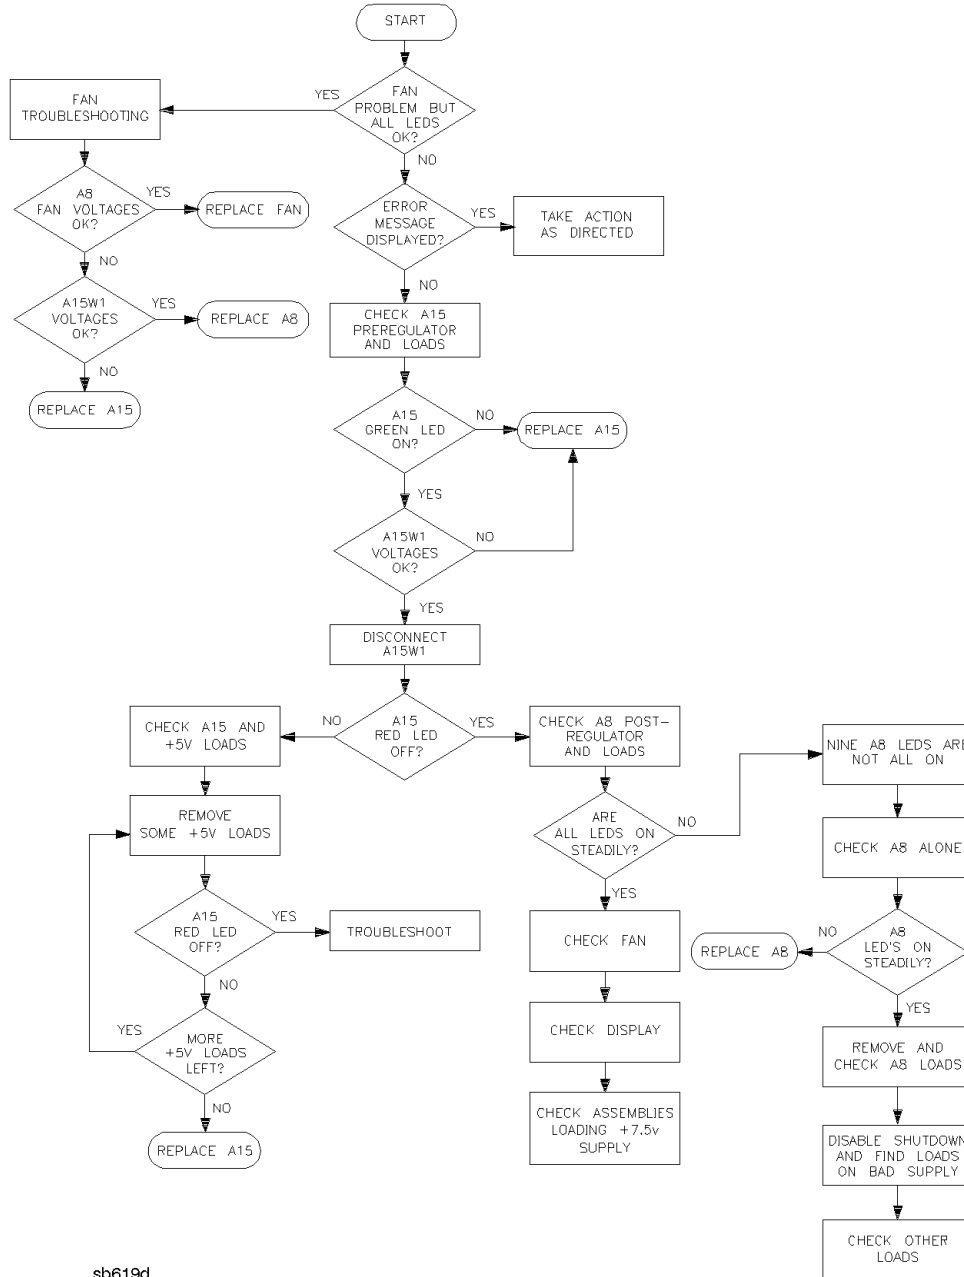 START
FAN
PROBLEM BUT
ALL LEDS
OK?
YES
NO
FAN
TROUBLESHOOTING
A8
FAN VOLTAGES
OK?
YES
REPLACE FAN
NO
A15W1
VOLTAGES
OK?
YES
REPLACE A8
NO
REPLACE A15
ERROR
MESSAGE
DISPLAYED?
YES
TAKE ACTION
AS DIRECTED
NO
CHECK A15
PREREGULATOR
AND LOADS
A15
GREEN LED
ON?
NO
REPLACE A15
YES
A15W1
VOLTAGES
OK?
NO
YES
DISCONNECT
A15W1
A15
RED LED
OFF?
NO
YES
CHECK A15 AND
+5V LOADS
REMOVE
SOME +5V LOADS
A15
RED LED
OFF?
YES
TROUBLESHOOT
NO
MORE
+5V LOADS
LEFT?
YES
NO
REPLACE A15
CHECK A8 POST-
REGULATOR
AND LOADS
ARE
ALL LEDS ON
STEADILY?
NO
YES
CHECK FAN
CHECK DISPLAY
CHECK ASSEMBLIES
LOADING +7.5v
SUPPLY
NINE A8 LEDS ARE
NOT ALL ON
CHECK A8 ALONE
A8
LED'S ON
STEADILY?
NO
REPLACE A8
YES
REMOVE AND
CHECK A8 LOADS
DISABLE SHUTDOWN
AND FIND LOADS
ON BAD SUPPLY
CHECK OTHER
LOADS
sb619d